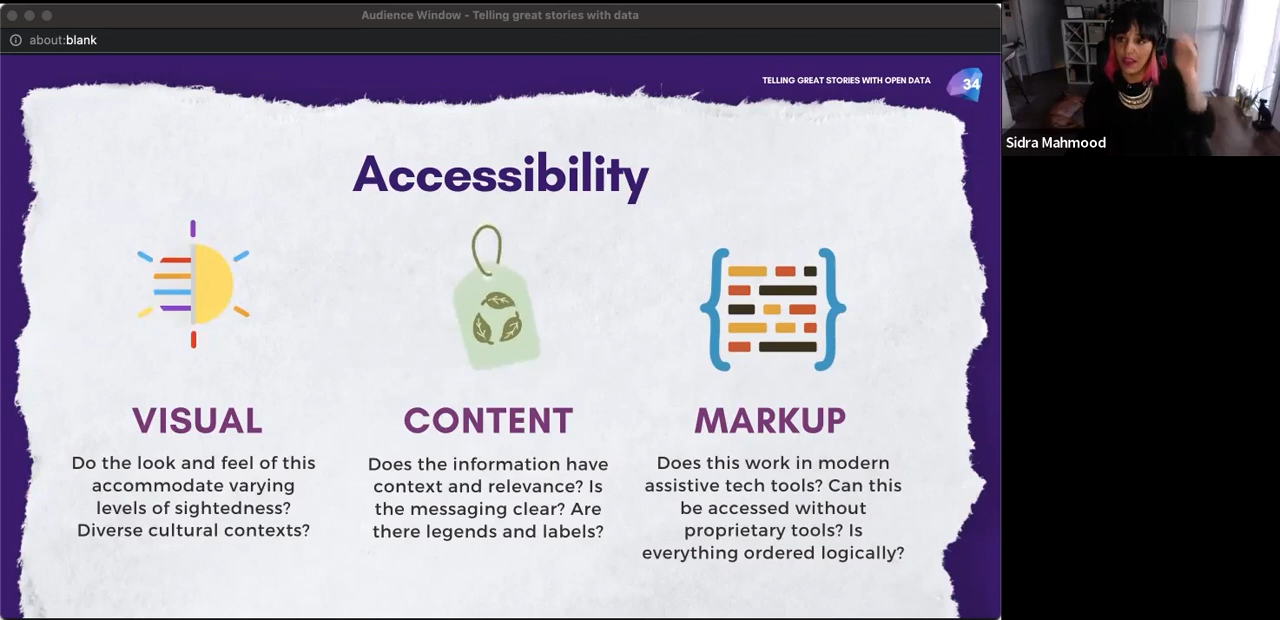 Audience Window - Telling great stories with data
about:blank
TELLING GREAT STORIES WITH OPEN DATA
34
Sidra Mahmood
Accessibility
VISUAL
Do the look and feel of this
accommodate varying
levels of sightedness?
Diverse cultural contexts?
CONTENT
Does the information have
context and relevance? Is
the messaging clear? Are
there legends and labels?
MARKUP
Does this work in modern
assistive tech tools? Can this
be accessed without
proprietary tools? Is
everything ordered logically?